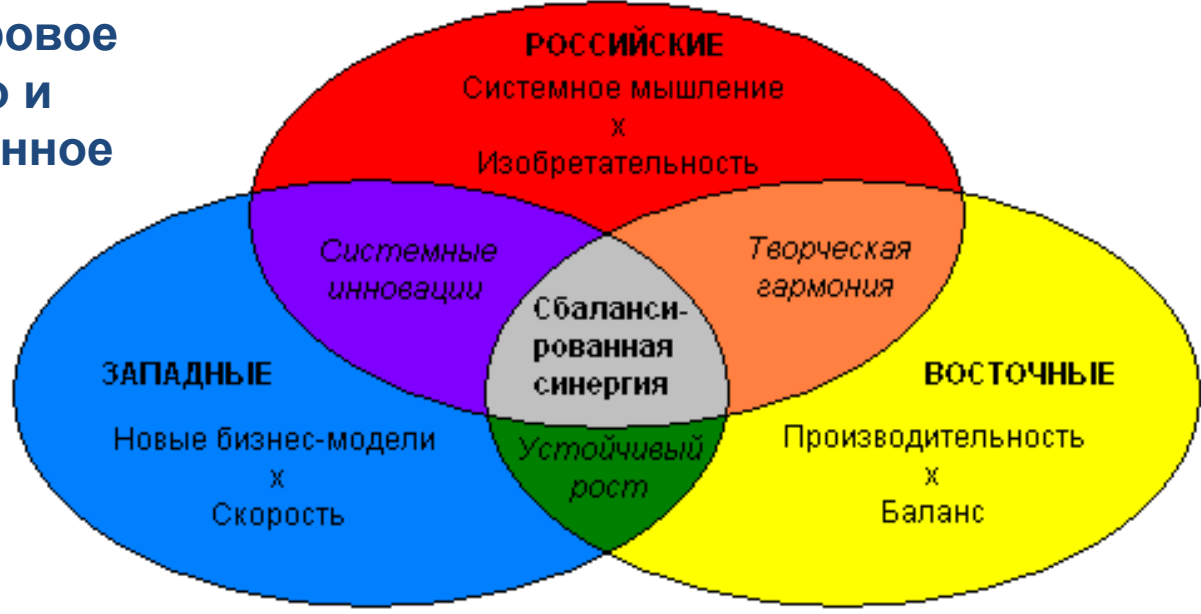 ровое
о и
нное
РОССИЙСКИЕ
Системное мышление
x
Изобретательность
Системные
инновации
Творческая
гармония
Сбаланси-
рованная
синергия
ЗАПАДНЫЕ
Новые бизнес-модели
x
Скорость
ВОСТОЧНЫЕ
Производительность
x
Баланс
Устойчивый
рост